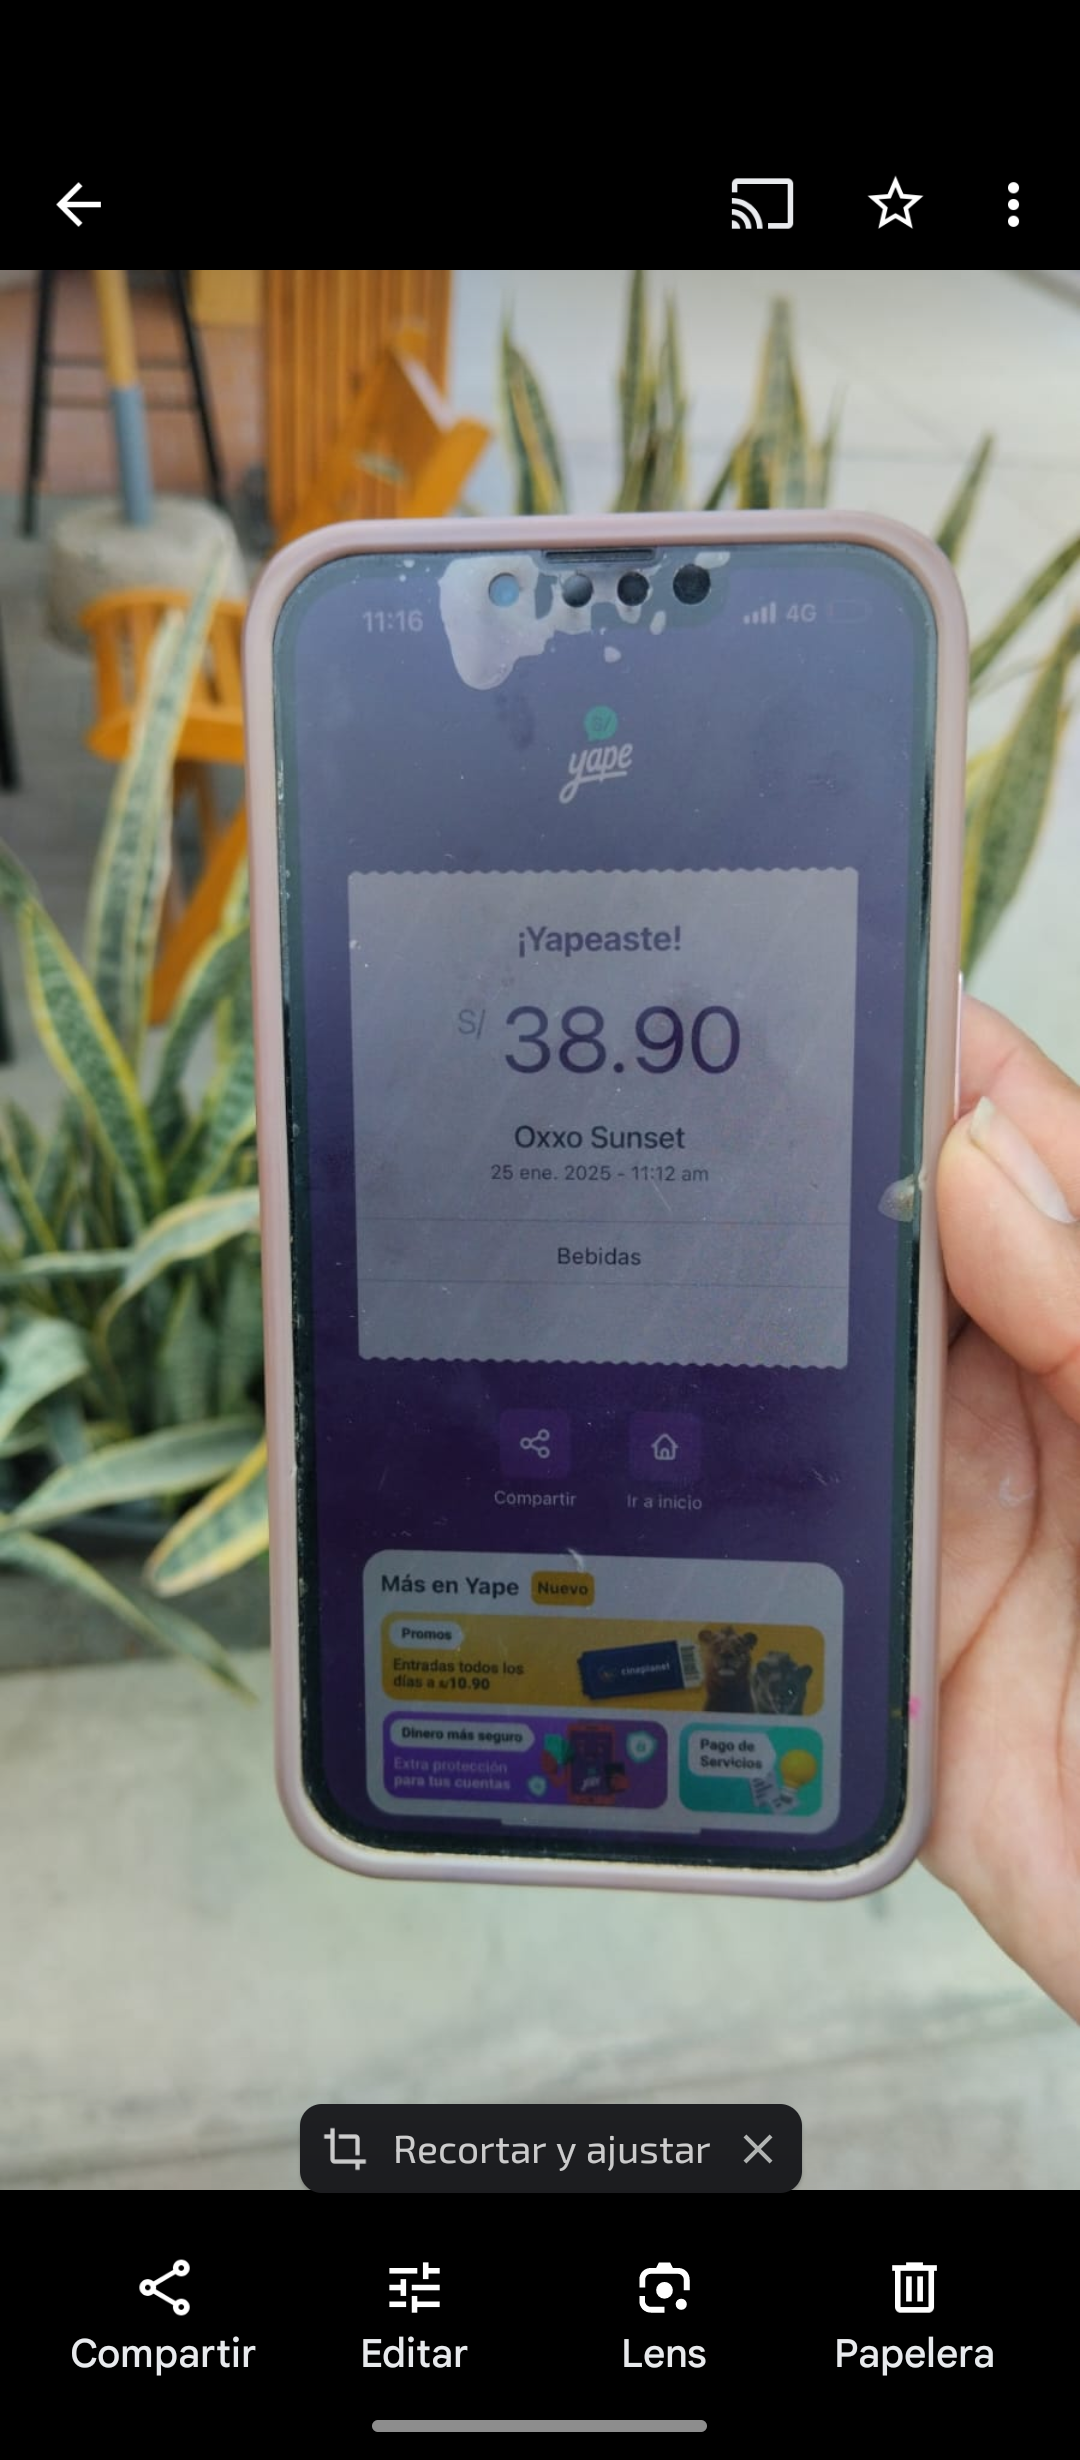 11:16
4G
S/
yape
¡Yapeaste!
S/ 38.90
Oxxo Sunset
25 ene. 2025 - 11:12 am
Bebidas
Compartir
Ir a inicio
Más en Yape
Nuevo
Promos
Entradas todos los
días a s/10.90
cineplanet
Dinero más seguro
Extra protección
para tus cuentas
yape
Pago de
Servicios
Recortar y ajustar
Compartir
Editar
Lens
Papelera